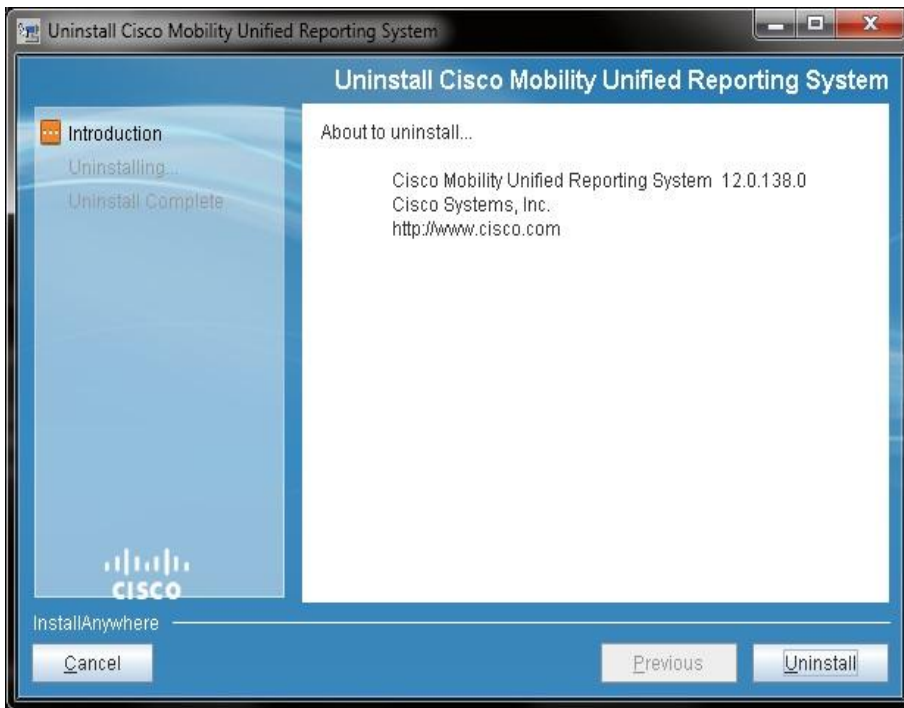 Uninstall Cisco Mobility Unified Reporting System
Uninstall Cisco Mobility Unified Reporting System
Introduction
Uninstalling...
Uninstall Complete
About to uninstall...
Cisco Mobility Unified Reporting System 12.0.138.0
Cisco Systems, Inc.
http://www.cisco.com
CISCO
InstallAnywhere
Cancel
Previous
Uninstall